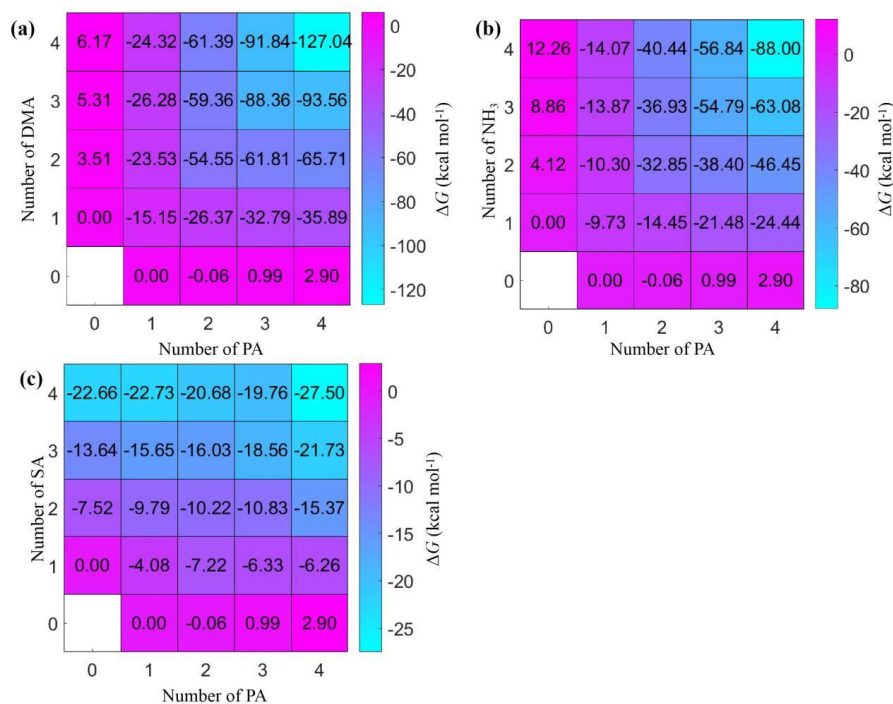 (a)
Number of DMA
4 6.17 -24.32 -61.39 -91.84 -127.04
3 5.31 -26.28 -59.36 -88.36 -93.56
2 3.51 -23.53 -54.55 -61.81 -65.71
1 0.00 -15.15 -26.37 -32.79 -35.89
0 0.00 -0.06 0.99 2.90
0 1 2 3 4
Number of PA
0
-20
-40
-60
-80
-100
-120
ΔG (kcal mol-1)
(b)
Number of NH3
4 12.26 -14.07 -40.44 -56.84 -88.00
3 8.86 -13.87 -36.93 -54.79 -63.08
2 4.12 -10.30 -32.85 -38.40 -46.45
1 0.00 -9.73 -14.45 -21.48 -24.44
0 0.00 -0.06 0.99 2.90
0 1 2 3 4
Number of PA
0
-20
-40
-60
-80
ΔG (kcal mol-1)
(c)
Number of SA
4 -22.66 -22.73 -20.68 -19.76 -27.50
3 -13.64 -15.65 -16.03 -18.56 -21.73
2 -7.52 -9.79 -10.22 -10.83 -15.37
1 0.00 -4.08 -7.22 -6.33 -6.26
0 0.00 -0.06 0.99 2.90
0 1 2 3 4
Number of PA
0
-5
-10
-15
-20
-25
ΔG (kcal mol-1)